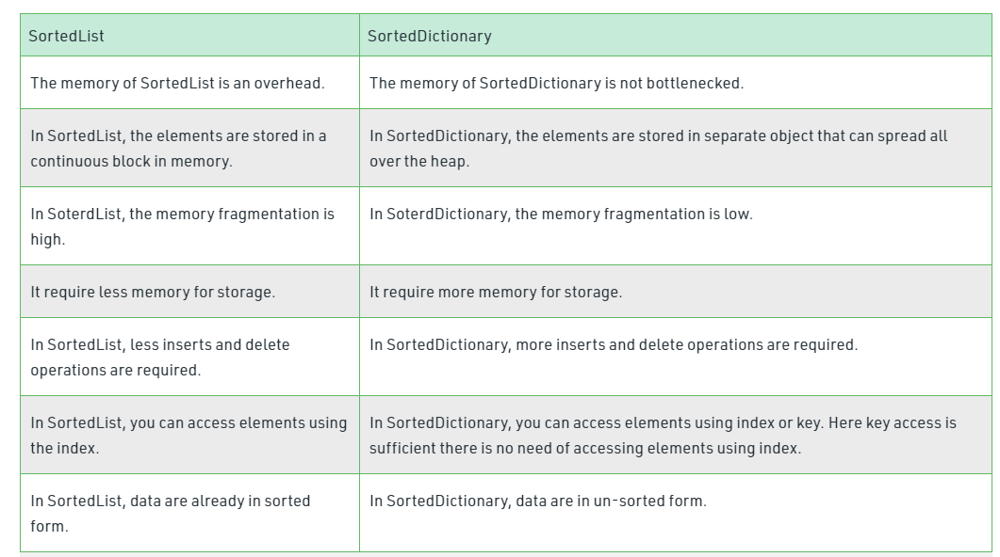 SortedList
SortedDictionary
The memory of SortedList is an overhead.
The memory of SortedDictionary is not bottlenecked.
In SortedList, the elements are stored in a
continuous block in memory.
In SortedDictionary, the elements are stored in separate object that can spread all
over the heap.
In SoterdList, the memory fragmentation is
high.
In SoterdDictionary, the memory fragmentation is low.
It require less memory for storage.
It require more memory for storage.
In SortedList, less inserts and delete
operations are required.
In SortedDictionary, more inserts and delete operations are required.
In SortedList, you can access elements using
the index.
In SortedDictionary, you can access elements using index or key. Here key access is
sufficient there is no need of accessing elements using index.
In SortedList, data are already in sorted
form.
In SortedDictionary, data are in un-sorted form.